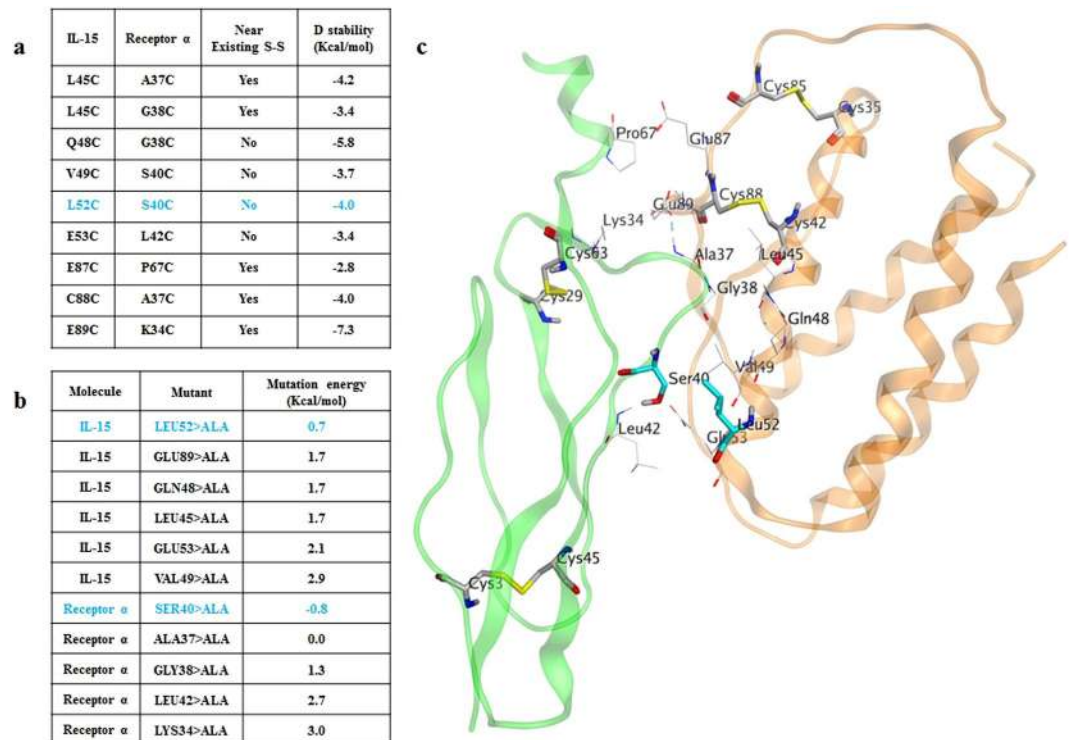 a
IL-15 Receptor α Near Existing S-S D stability (Kcal/mol)
L45C A37C Yes -4.2
L45C G38C Yes -3.4
Q48C G38C No -5.8
V49C S40C No -3.7
L52C S40C No -4.0
E53C L42C No -3.4
E87C P67C Yes -2.8
C88C A37C Yes -4.0
E89C K34C Yes -7.3
b
Molecule Mutant Mutation energy (Kcal/mol)
IL-15 LEU52>ALA 0.7
IL-15 GLU89>ALA 1.7
IL-15 GLN48>ALA 1.7
IL-15 LEU45>ALA 1.7
IL-15 GLU53>ALA 2.1
IL-15 VAL49>ALA 2.9
Receptor α SER40>ALA -0.8
Receptor α ALA37>ALA 0.0
Receptor α GLY38>ALA 1.3
Receptor α LEU42>ALA 2.7
Receptor α LYS34>ALA 3.0
c
Cys85
Cys35
Pro67
Glu87
Cys88
Glu89
Lys34
Cys42
Cys63
Ala37
Leu45
Cys29
Gly38
Gln48
Val49
Ser40
Leu52
Leu42
Glu53
Cys45
Cys3